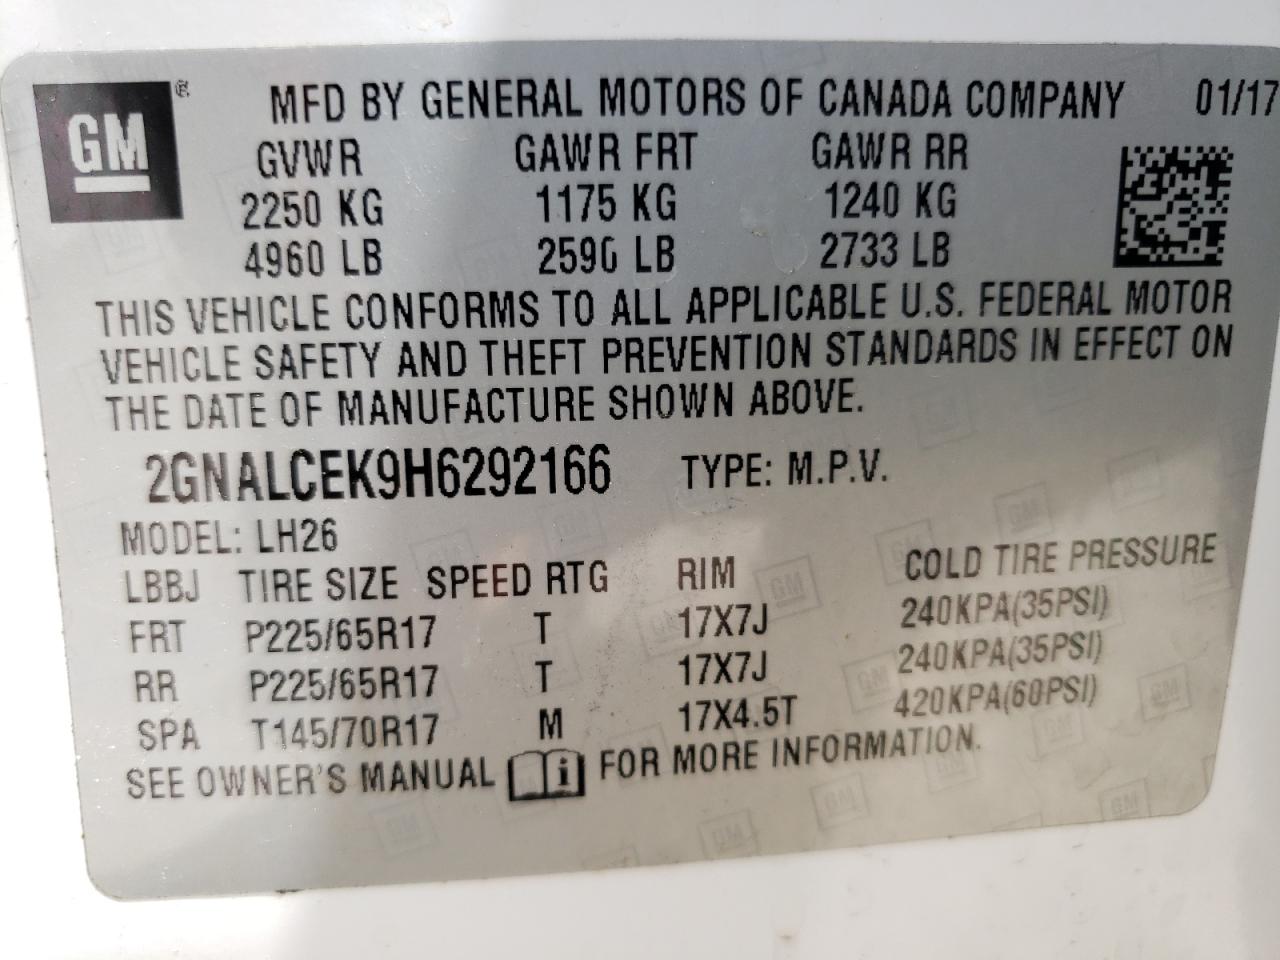 GM ® MFD BY GENERAL MOTORS OF CANADA COMPANY 01/17
GVWR GAWR FRT GAWR RR
2250 KG 1175 KG 1240 KG
4960 LB 2590 LB 2733 LB
THIS VEHICLE CONFORMS TO ALL APPLICABLE U.S. FEDERAL MOTOR
VEHICLE SAFETY AND THEFT PREVENTION STANDARDS IN EFFECT ON
THE DATE OF MANUFACTURE SHOWN ABOVE.
2GNALCEK9H6292166 TYPE: M.P.V.
MODEL: LH26
LBBJ TIRE SIZE SPEED RTG RIM COLD TIRE PRESSURE
FRT P225/65R17 T 17X7J 240KPA(35PSI)
RR P225/65R17 T 17X7J 240KPA(35PSI)
SPA T145/70R17 M 17X4.5T 420KPA(60PSI)
SEE OWNER'S MANUAL i FOR MORE INFORMATION.